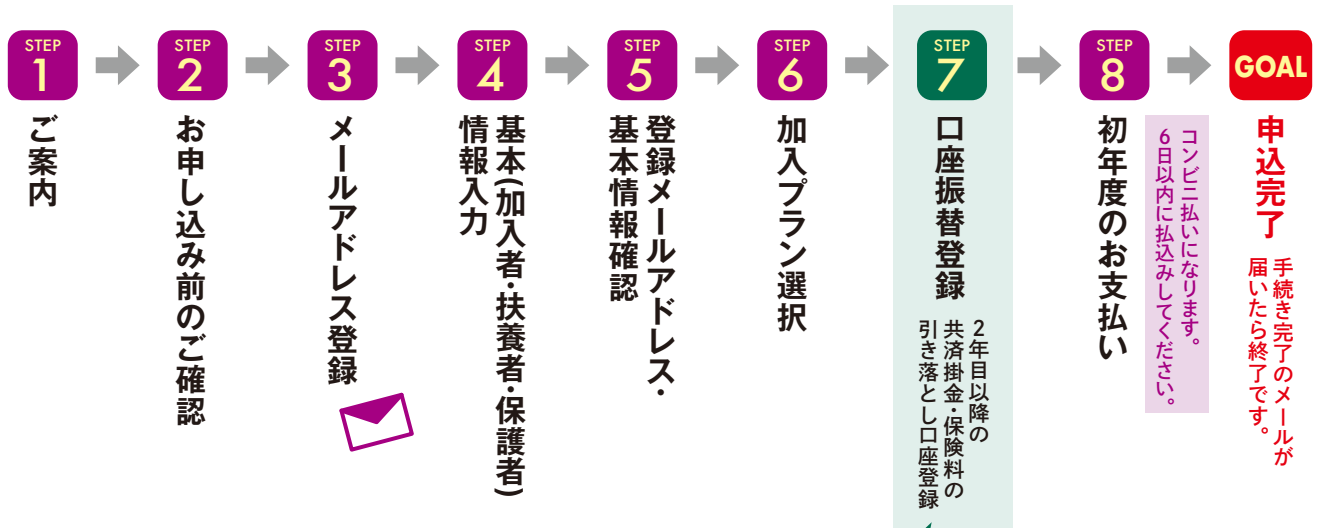 STEP
1
ご案内
STEP
2
お申し込み前のご確認
STEP
3
メールアドレス登録
STEP
4
基本(加入者・扶養者・保護者)
情報入力
STEP
5
登録メールアドレス・
基本情報確認
STEP
6
加入プラン選択
STEP
7
口座振替登録
2年目以降の
共済掛金・保険料の
引き落とし口座登録
STEP
8
初年度のお支払い
コンビニ払いになります。
6日以内に払込みしてください。
GOAL
申込完了
手続き完了のメールが
届いたら終了です。